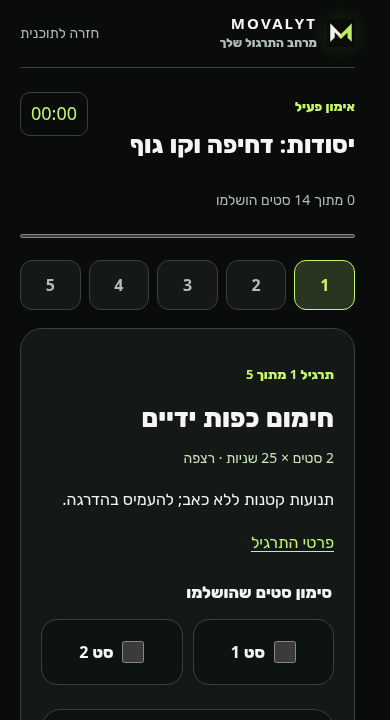 MOVALYT
מרחב התרגול שלך
חזרה לתוכנית
אימון פעיל
יסודות: דחיפה וקו גוף
00:00
0 מתוך 14 סטים הושלמו
1
2
3
4
5
תרגיל 1 מתוך 5
חימום כפות ידיים
2 סטים × 25 שניות · רצפה
תנועות קטנות ללא כאב; להעמיס בהדרגה.
פרטי התרגיל
סימון סטים שהושלמו
סט 1
סט 2